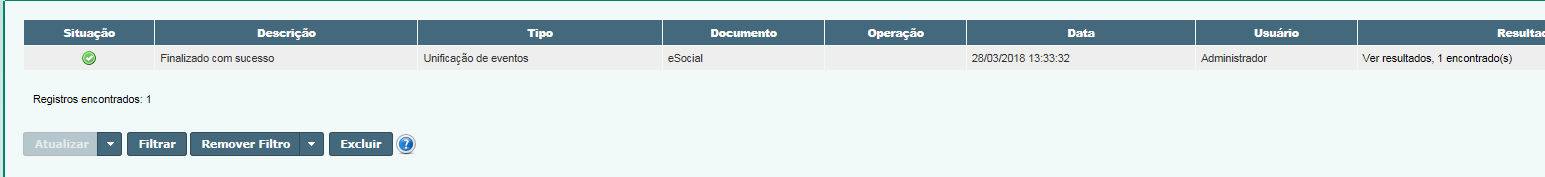 Situação Descrição Tipo Documento Operação Data Usuário Resultad
Finalizado com sucesso Unificação de eventos eSocial 28/03/2018 13:33:32 Administrador Ver resultados, 1 encontrado(s)
Registros encontrados: 1
Atualizar Filtrar Remover Filtro Excluir ?